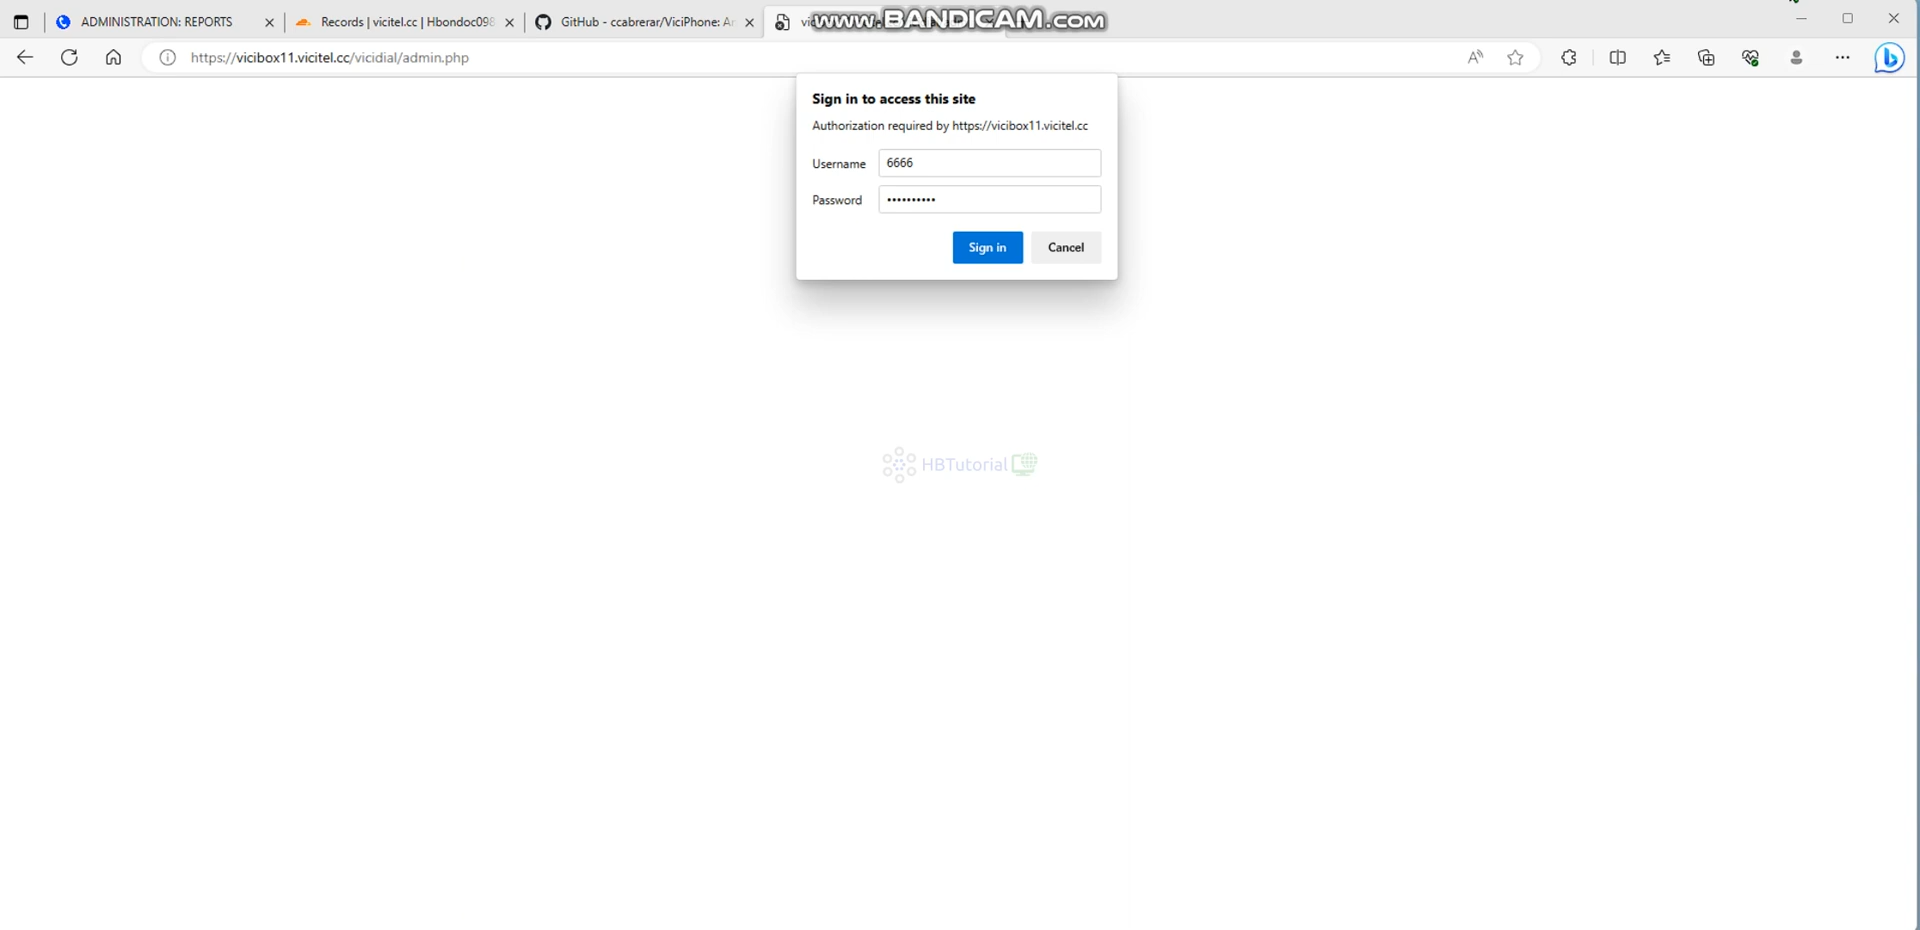 ADMINISTRATION: REPORTS
Records | vicitel.cc | Hbondoc098
GitHub - ccabrerar/ViciPhone: An
www.BANDICAM.com
https://vicibox11.vicitel.cc/vicidial/admin.php
Sign in to access this site
Authorization required by https://vicibox11.vicitel.cc
Username
6666
Password
••••••••••
Sign in
Cancel
HBTutorial